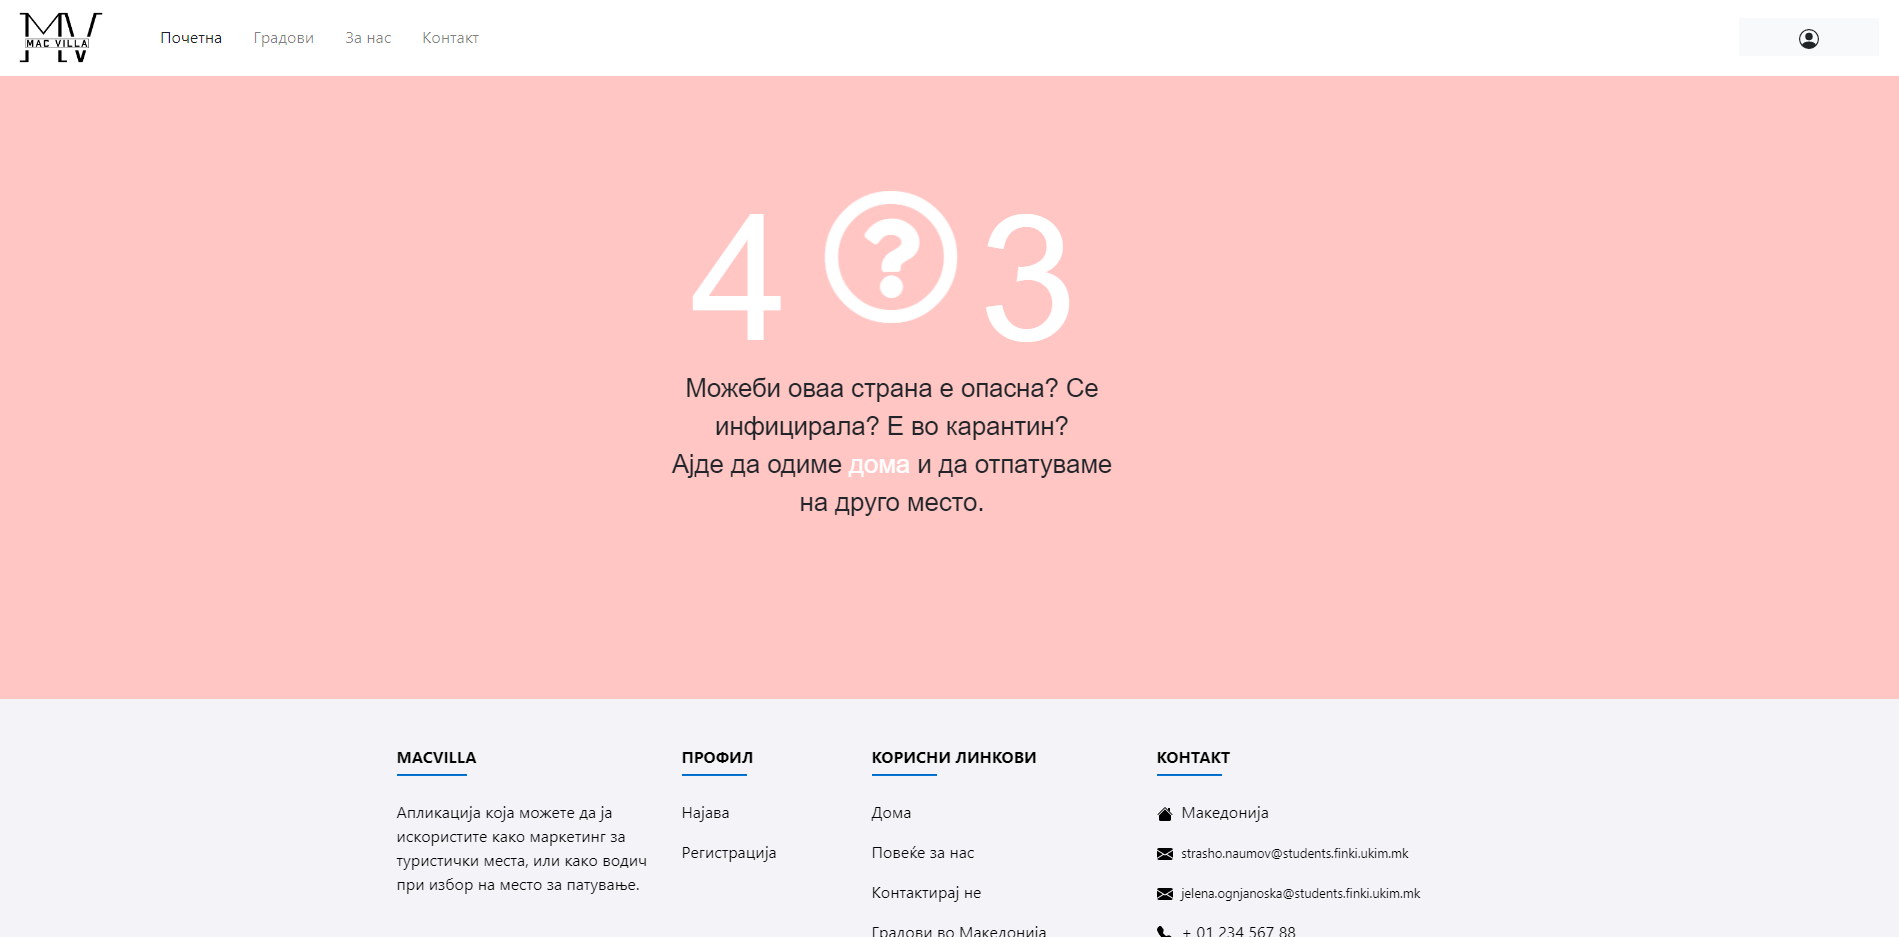 MV
MAC VILLA
Почетна Градови За нас Контакт
4 ? 3
Можеби оваа страна е опасна? Се
инфицирала? Е во карантин?
Ајде да одиме дома и да отпатуваме
на друго место.
MACVILLA
Апликација која можете да ја
искористите како маркетинг за
туристички места, или како водич
при избор на место за патување.
ПРОФИЛ
Најава
Регистрација
КОРИСНИ ЛИНКОВИ
Дома
Повеќе за нас
Контактирај не
Градови во Македонија
КОНТАКТ
Македонија
strasho.naumov@students.finki.ukim.mk
jelena.ognjanoska@students.finki.ukim.mk
+ 01 234 567 88